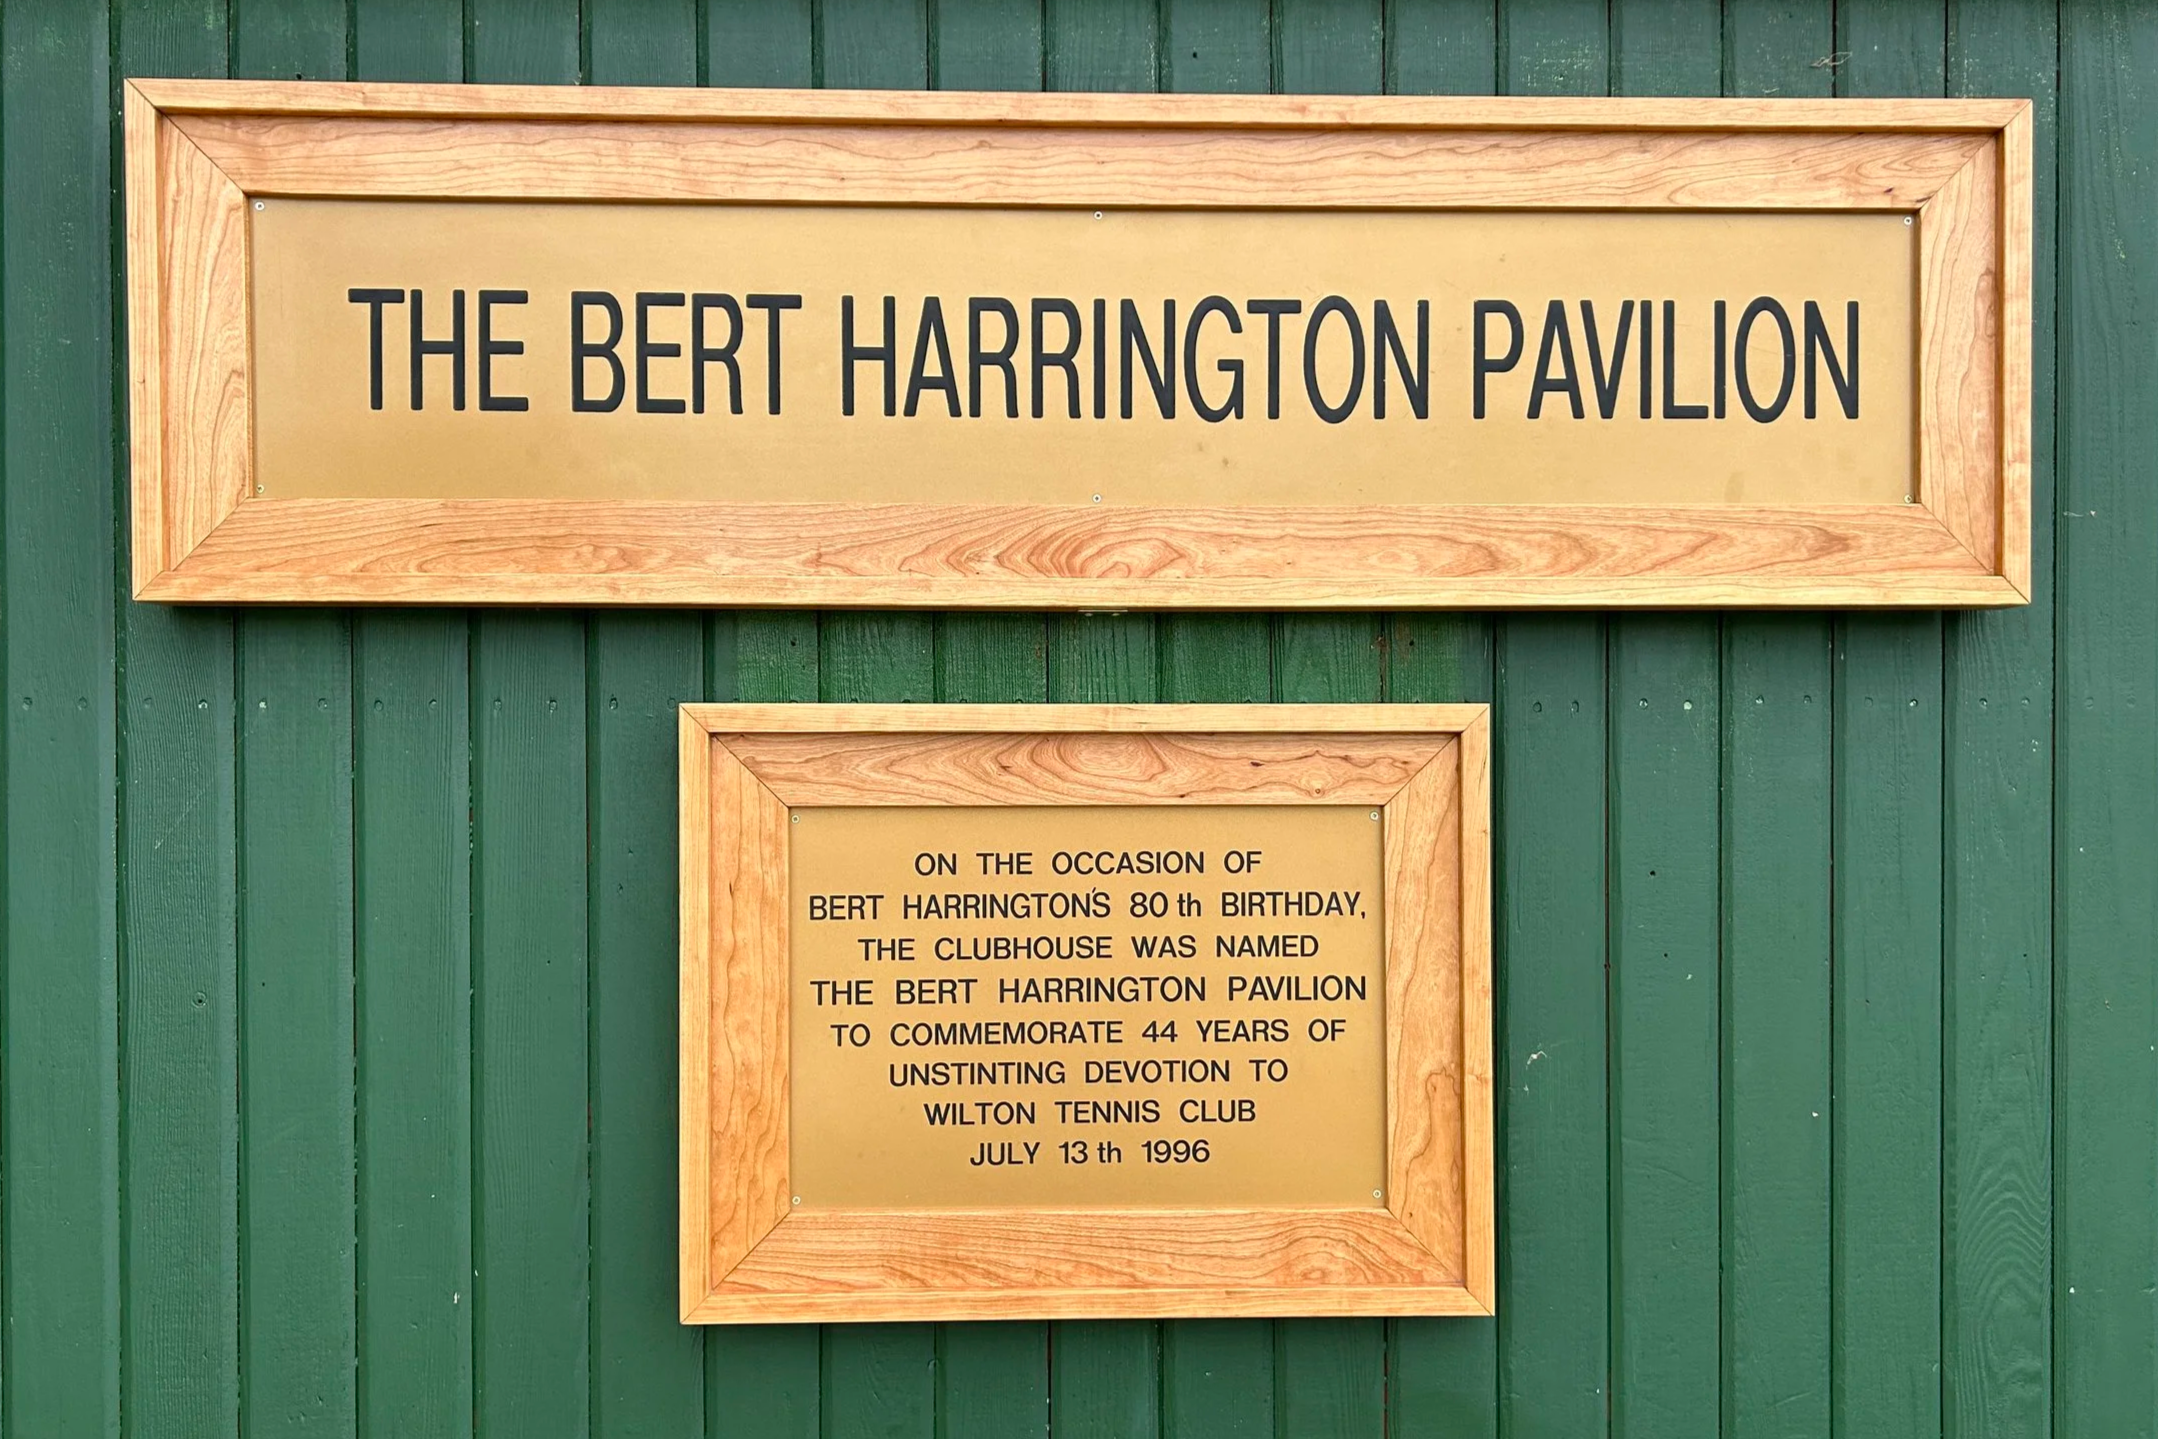 THE BERT HARRINGTON PAVILION
ON THE OCCASION OF
BERT HARRINGTON'S 80 th BIRTHDAY,
THE CLUBHOUSE WAS NAMED
THE BERT HARRINGTON PAVILION
TO COMMEMORATE 44 YEARS OF
UNSTINTING DEVOTION TO
WILTON TENNIS CLUB
JULY 13 th 1996